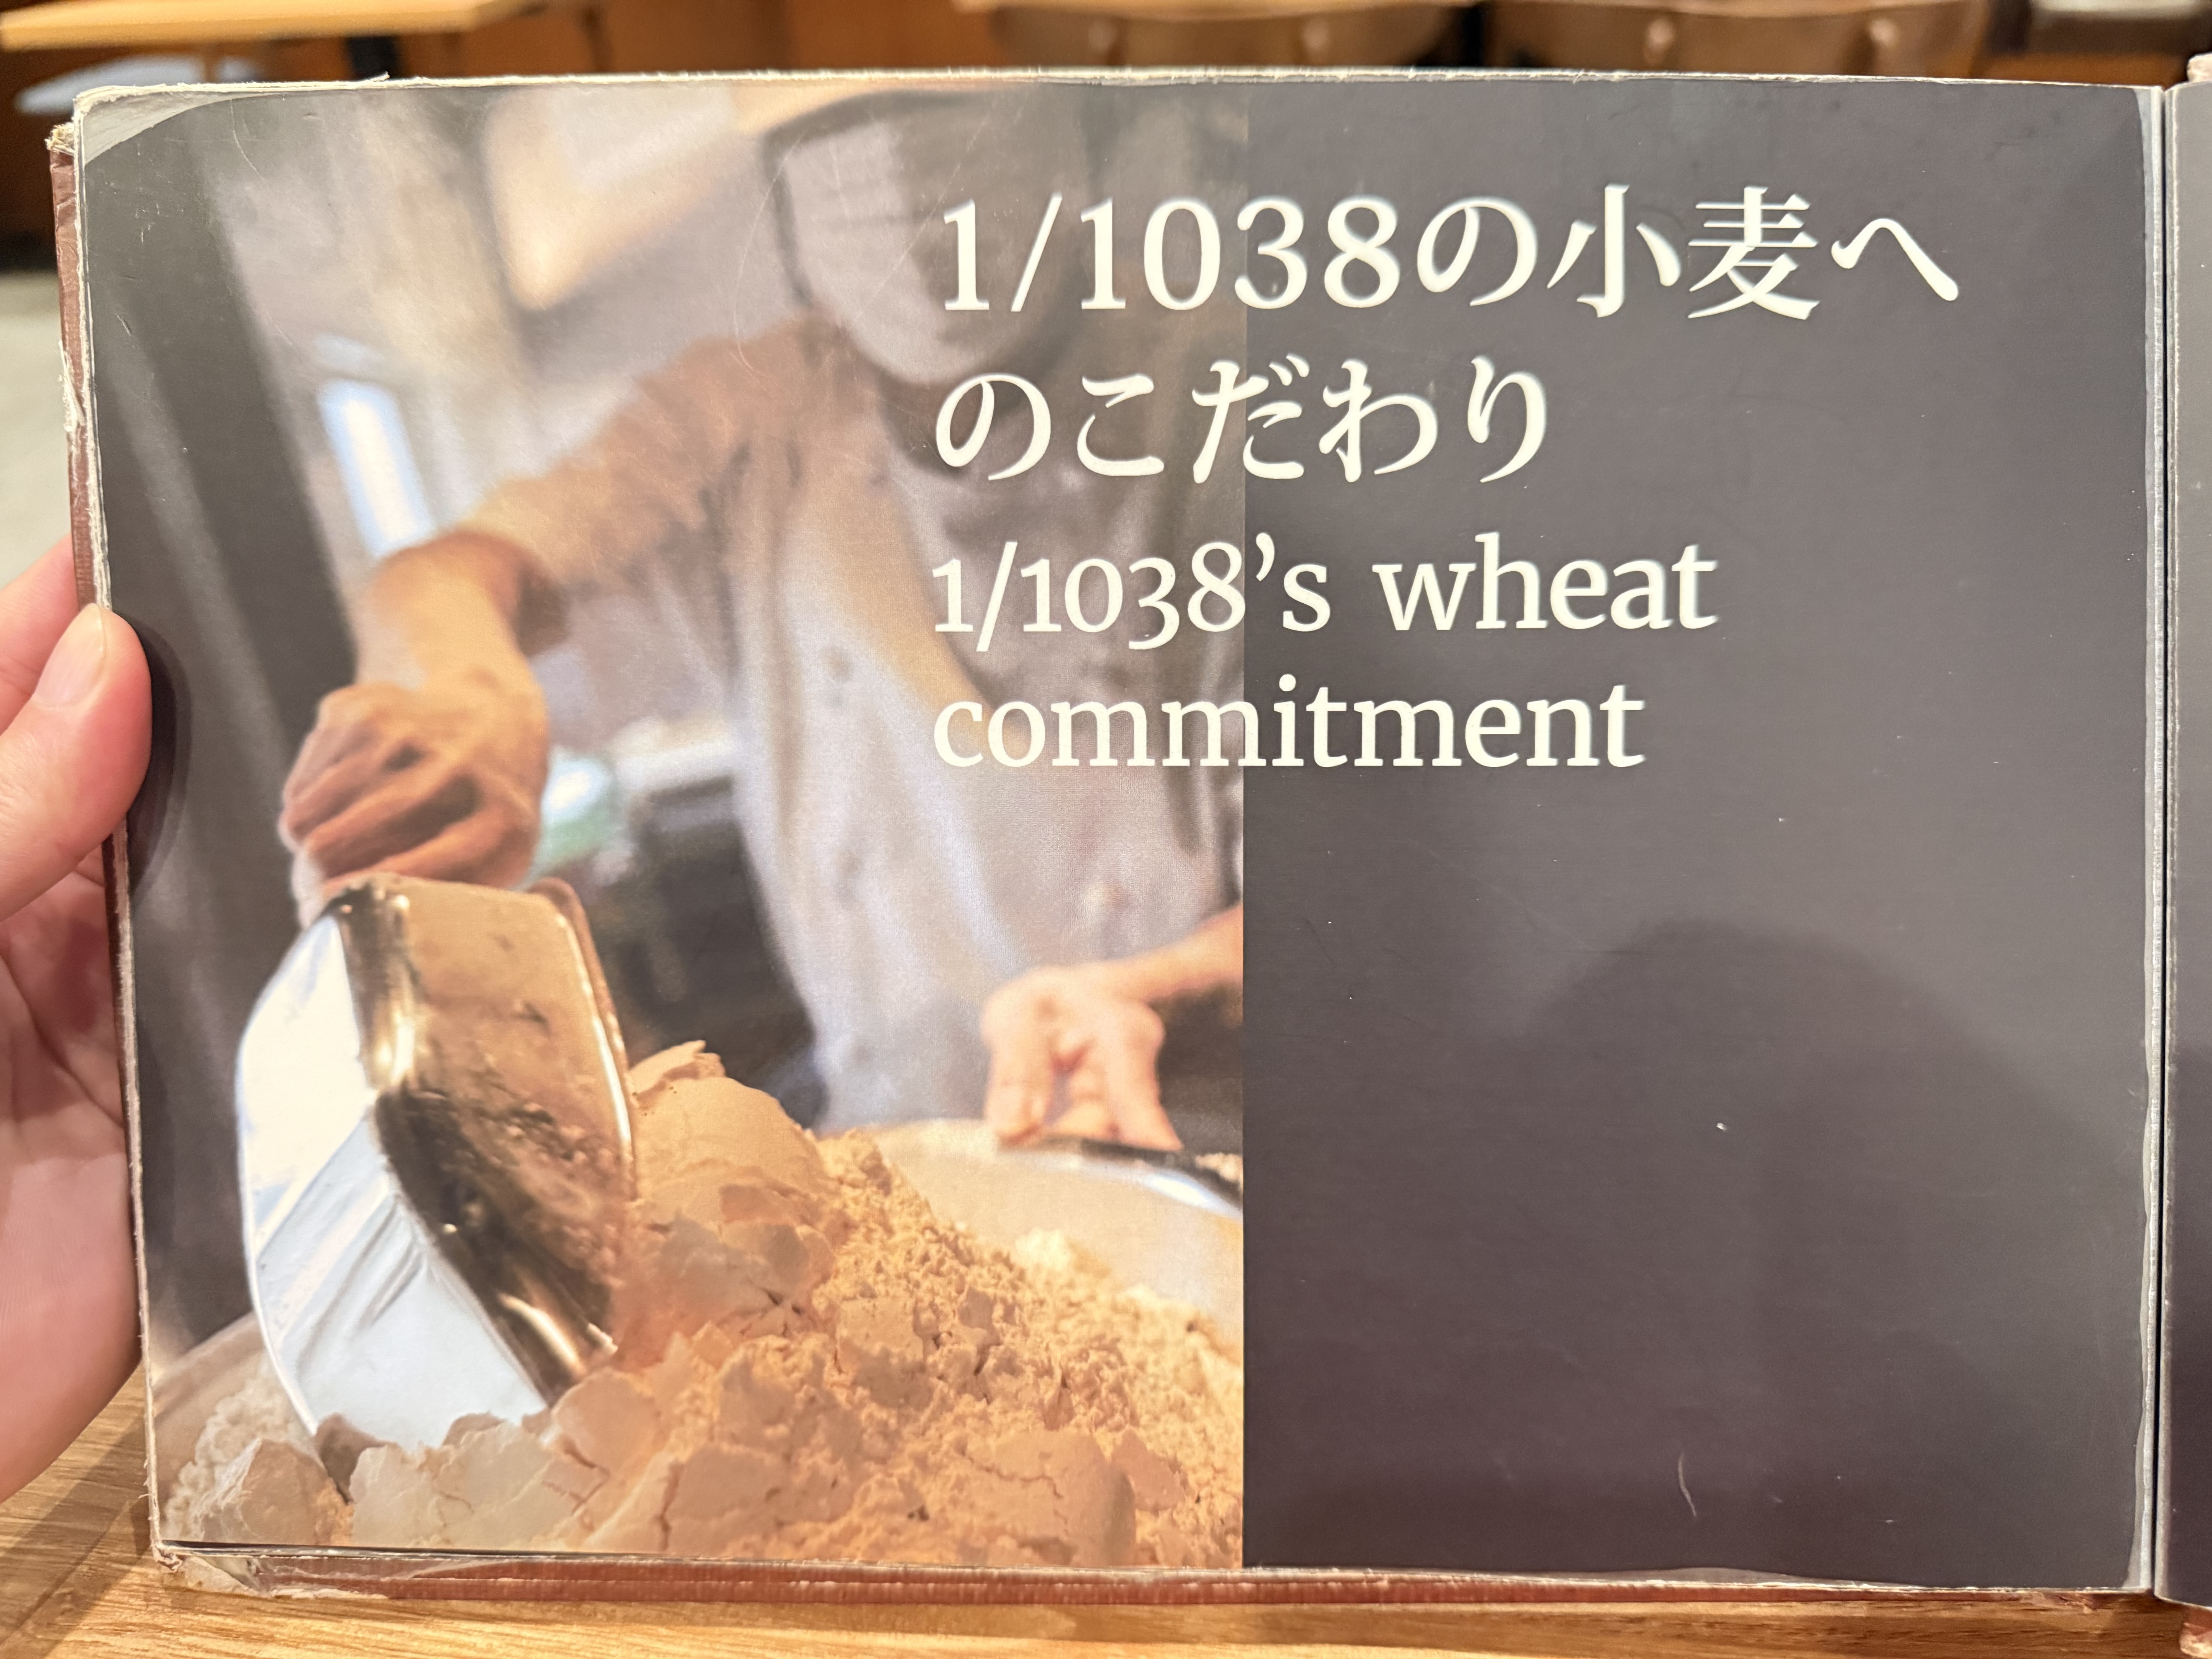 1/1038の小麦へ
のこだわり
1/1038’s wheat
commitment